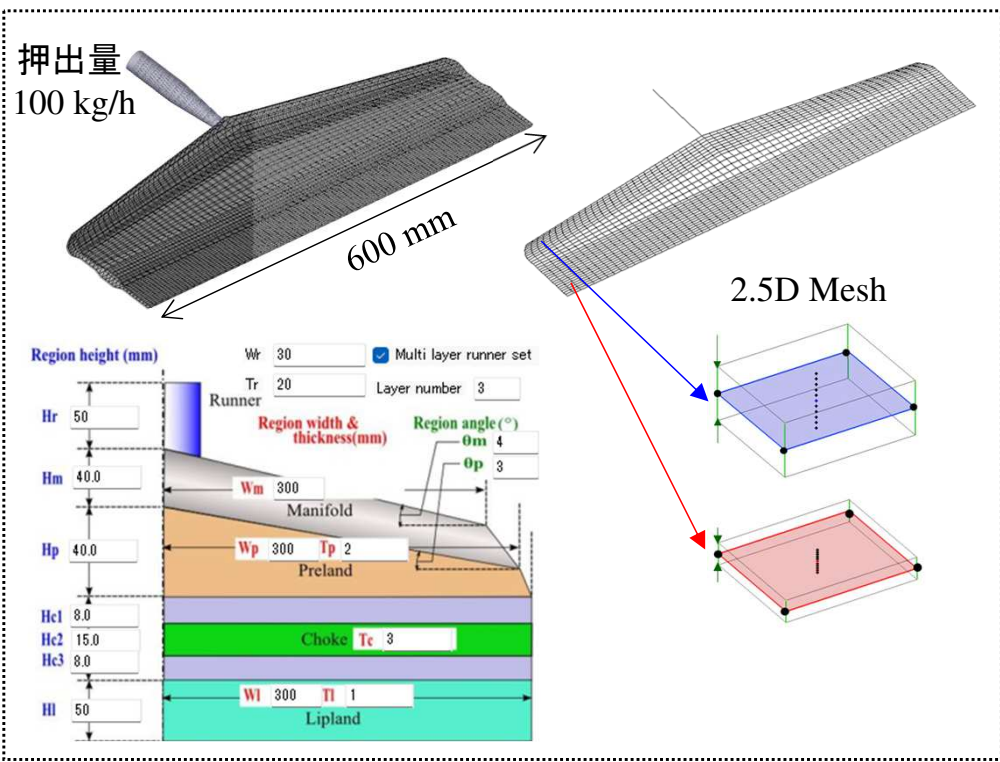 押出量
100 kg/h
600 mm
2.5D Mesh
Region height (mm)
Wr 30
Multi layer runner set
Tr 20
Layer number 3
Runner
Hr 50
Region width &
thickness(mm)
Region angle(°)
θm 4
θp 3
Hm 40.0
Wm 300
Manifold
Hp 40.0
Wp 300 Tp 2
Preland
Hc1 8.0
Hc2 15.0
Choke Tc 3
Hc3 8.0
Wl 300 Tl 1
Hl 50
Lipland